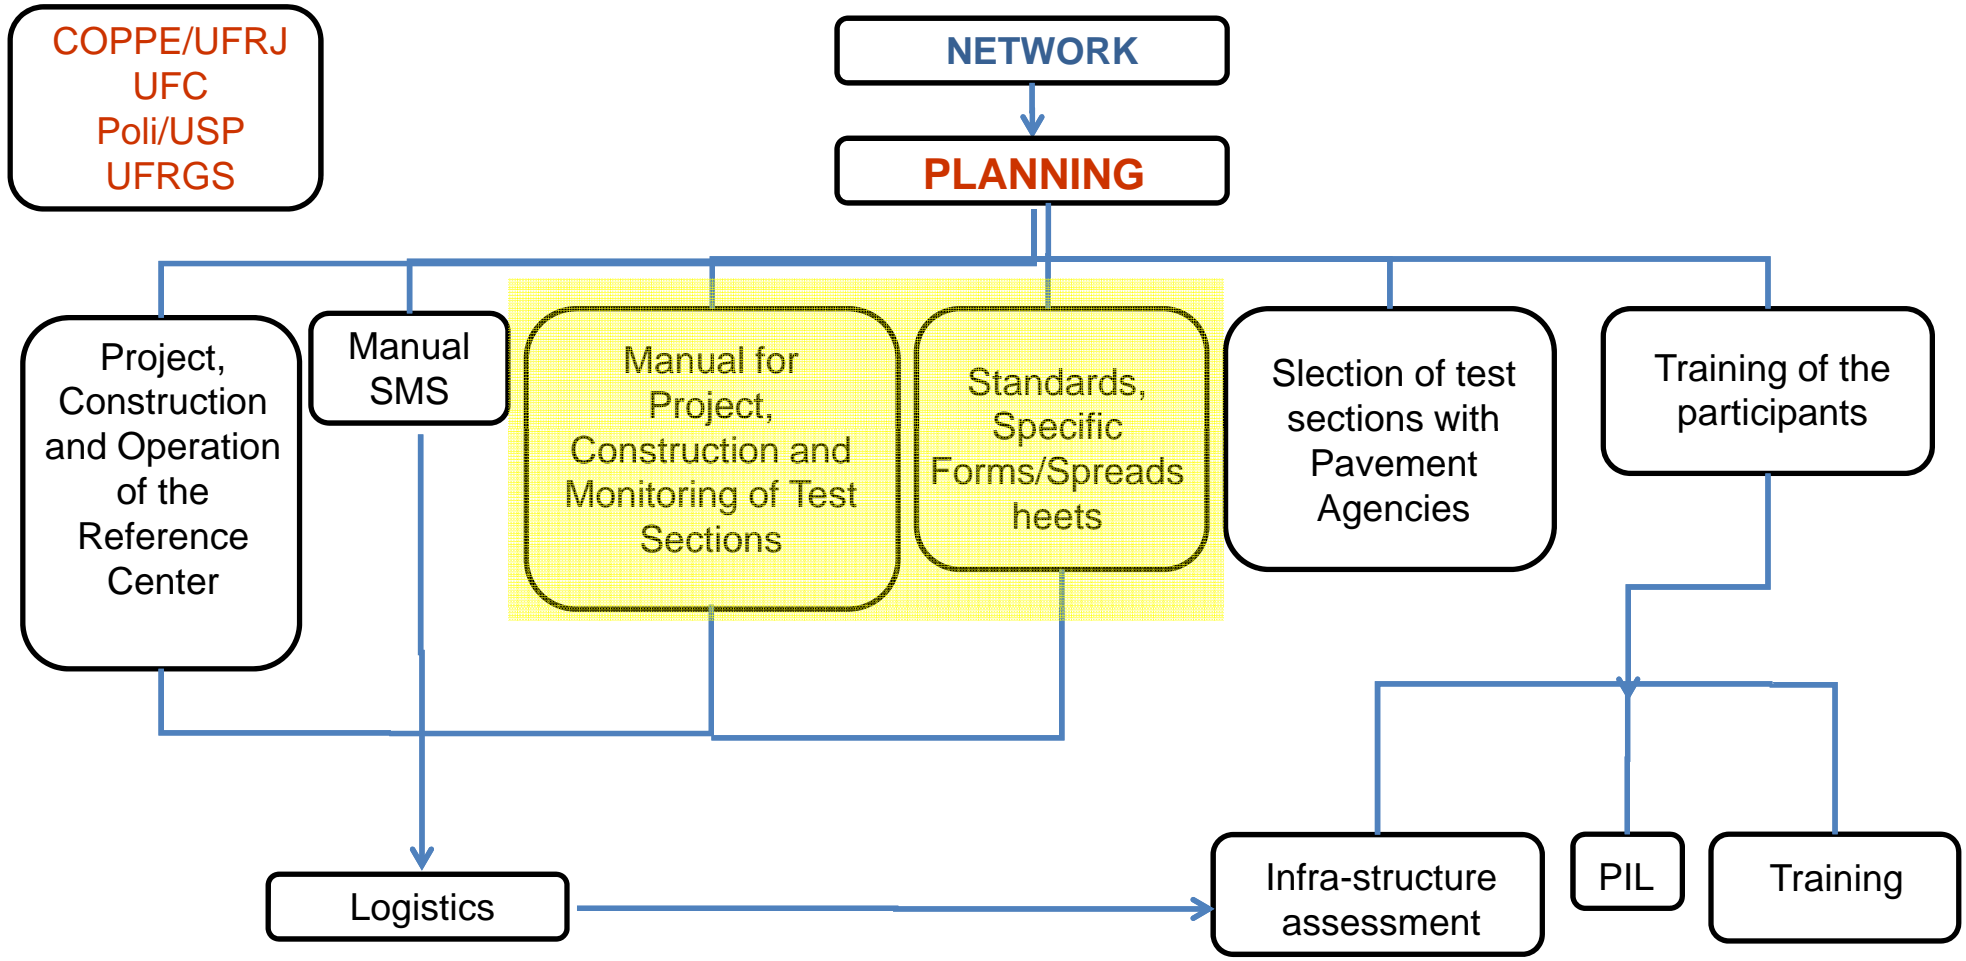 COPPE/UFRJ
UFC
Poli/USP
UFRGS
NETWORK
PLANNING
Project,
Construction
and Operation
of the
Reference
Center
Manual
SMS
Manual for
Project,
Construction and
Monitoring of Test
Sections
Standards,
Specific
Forms/Spreads
heets
Slection of test
sections with
Pavement
Agencies
Training of the
participants
Logistics
Infra-structure
assessment
PIL
Training